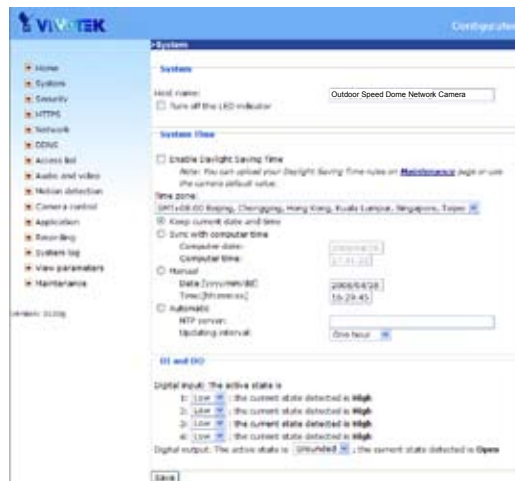 VIVOTEK
Configuration
>System
Home
System
Security
HTTPS
Network
DDNS
Access list
Audio and video
Motion detection
Camera control
Application
Recording
System log
View parameters
Maintenance
Version:
System
Host name: Outdoor Speed Dome Network Camera
Turn off the LED indicator
System Time
Enable Daylight Saving Time
Note: You can upload your Daylight Saving Time rules on Maintenance page or use
the camera default value.
Time zone:
GMT+08:00 Beijing, Chongqing, Hong Kong, Kuala Lumpur, Singapore, Taipei
Keep current date and time
Sync with computer time
Computer date:
Computer time:
Manual
Date [yyyy/mm/dd]: 2008/04/28
Time:[hh:mm:ss] 16:29:45
Automatic
NTP server:
Updating interval: One hour
DI and DO
Digital input: The active state is
1: Low ; the current state detected is High
2: Low ; the current state detected is High
3: Low ; the current state detected is High
4: Low ; the current state detected is High
Digital output: The active state is Grounded ; the current state detected is Open
Save